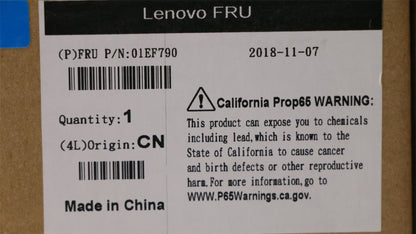 Lenovo FRU
(P)FRU P/N:01EF790
2018-11-07
Quantity: 1
(4L)Origin: CN
Made in China
California Prop65 WARNING:
This product can expose you to chemicals
including lead, which is known to the
State of California to cause cancer
and birth defects or other reproductive
harm. For more information, go to
WWW.P65Warnings.ca.gov.